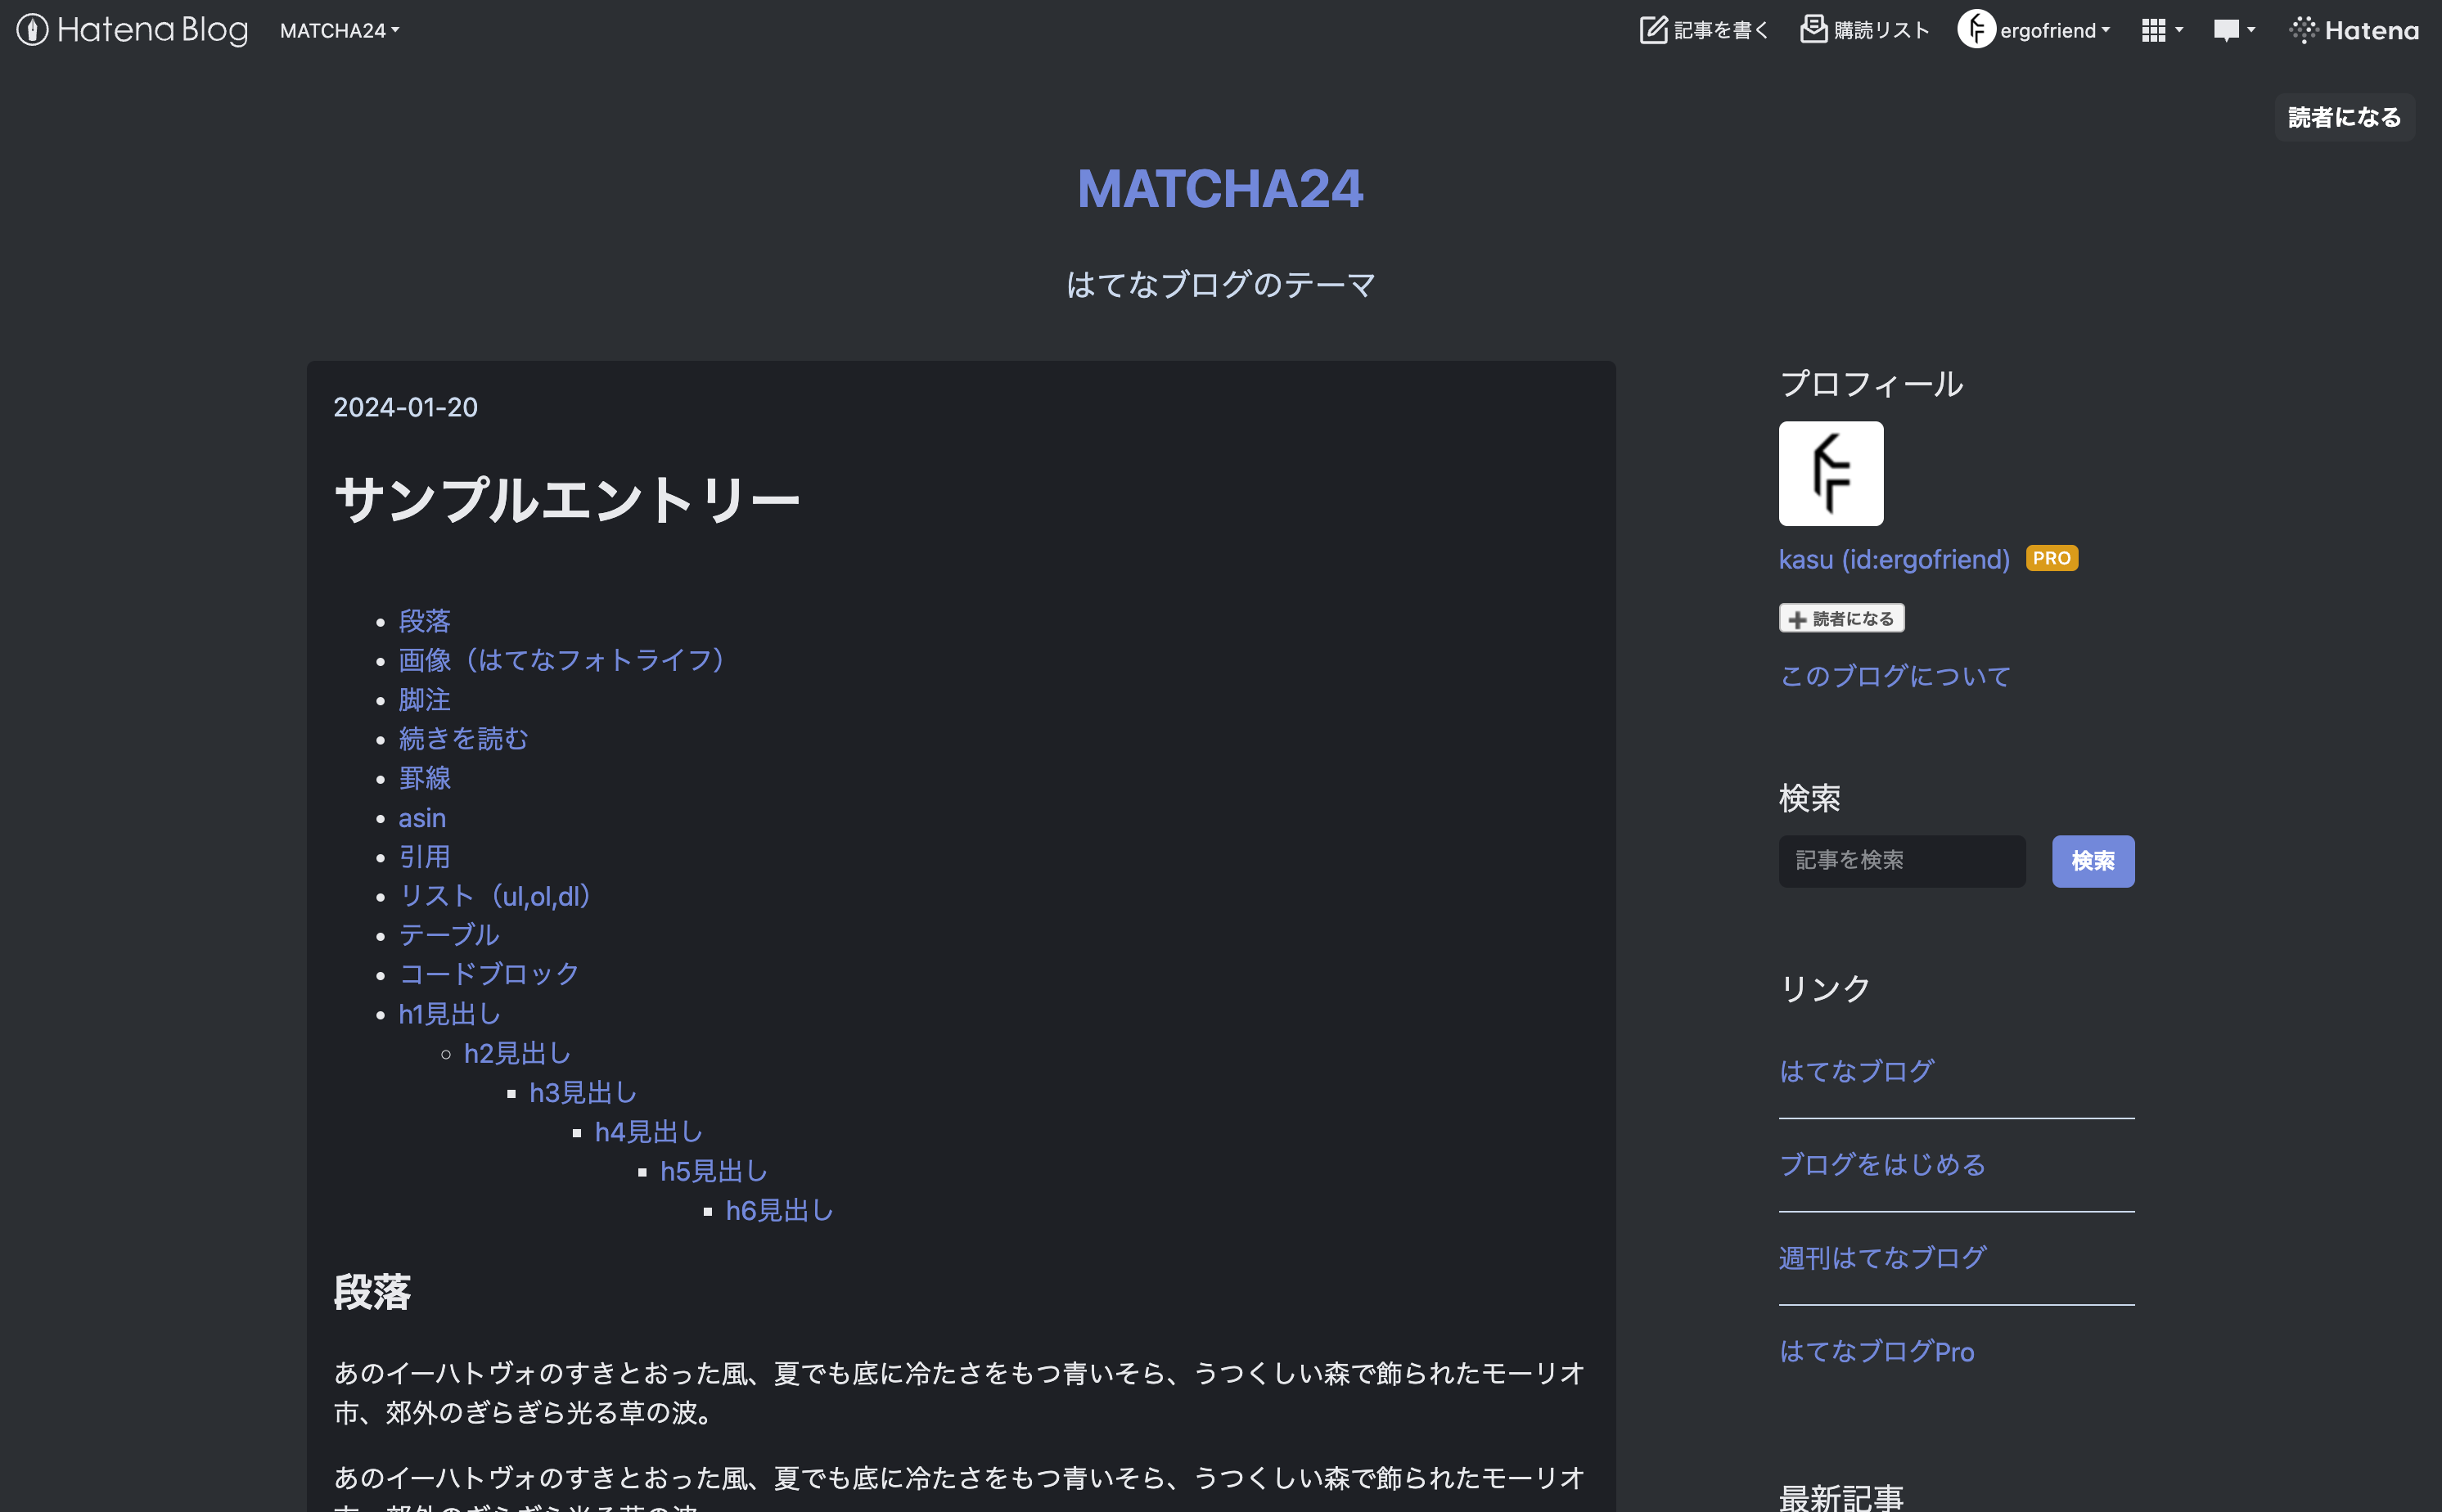 Hatena Blog
MATCHA24
記事を書く
購読リスト
ergofriend
Hatena
読者になる
MATCHA24
はてなブログのテーマ
2024-01-20
サンプルエントリー
段落
画像（はてなフォトライフ）
脚注
続きを読む
罫線
asin
引用
リスト（ul,ol,dl）
テーブル
コードブロック
h1見出し
h2見出し
h3見出し
h4見出し
h5見出し
h6見出し
段落
あのイーハトヴォのすきとおった風、夏でも底に冷たさをもつ青いそら、うつくしい森で飾られたモーリオ
市、郊外のぎらぎら光る草の波。
あのイーハトヴォのすきとおった風、夏でも底に冷たさをもつ青いそら、うつくしい森で飾られたモーリオ
市、郊外のぎらぎら光る草の波。
プロフィール
kasu (id:ergofriend) PRO
読者になる
このブログについて
検索
記事を検索
検索
リンク
はてなブログ
ブログをはじめる
週刊はてなブログ
はてなブログPro
最新記事